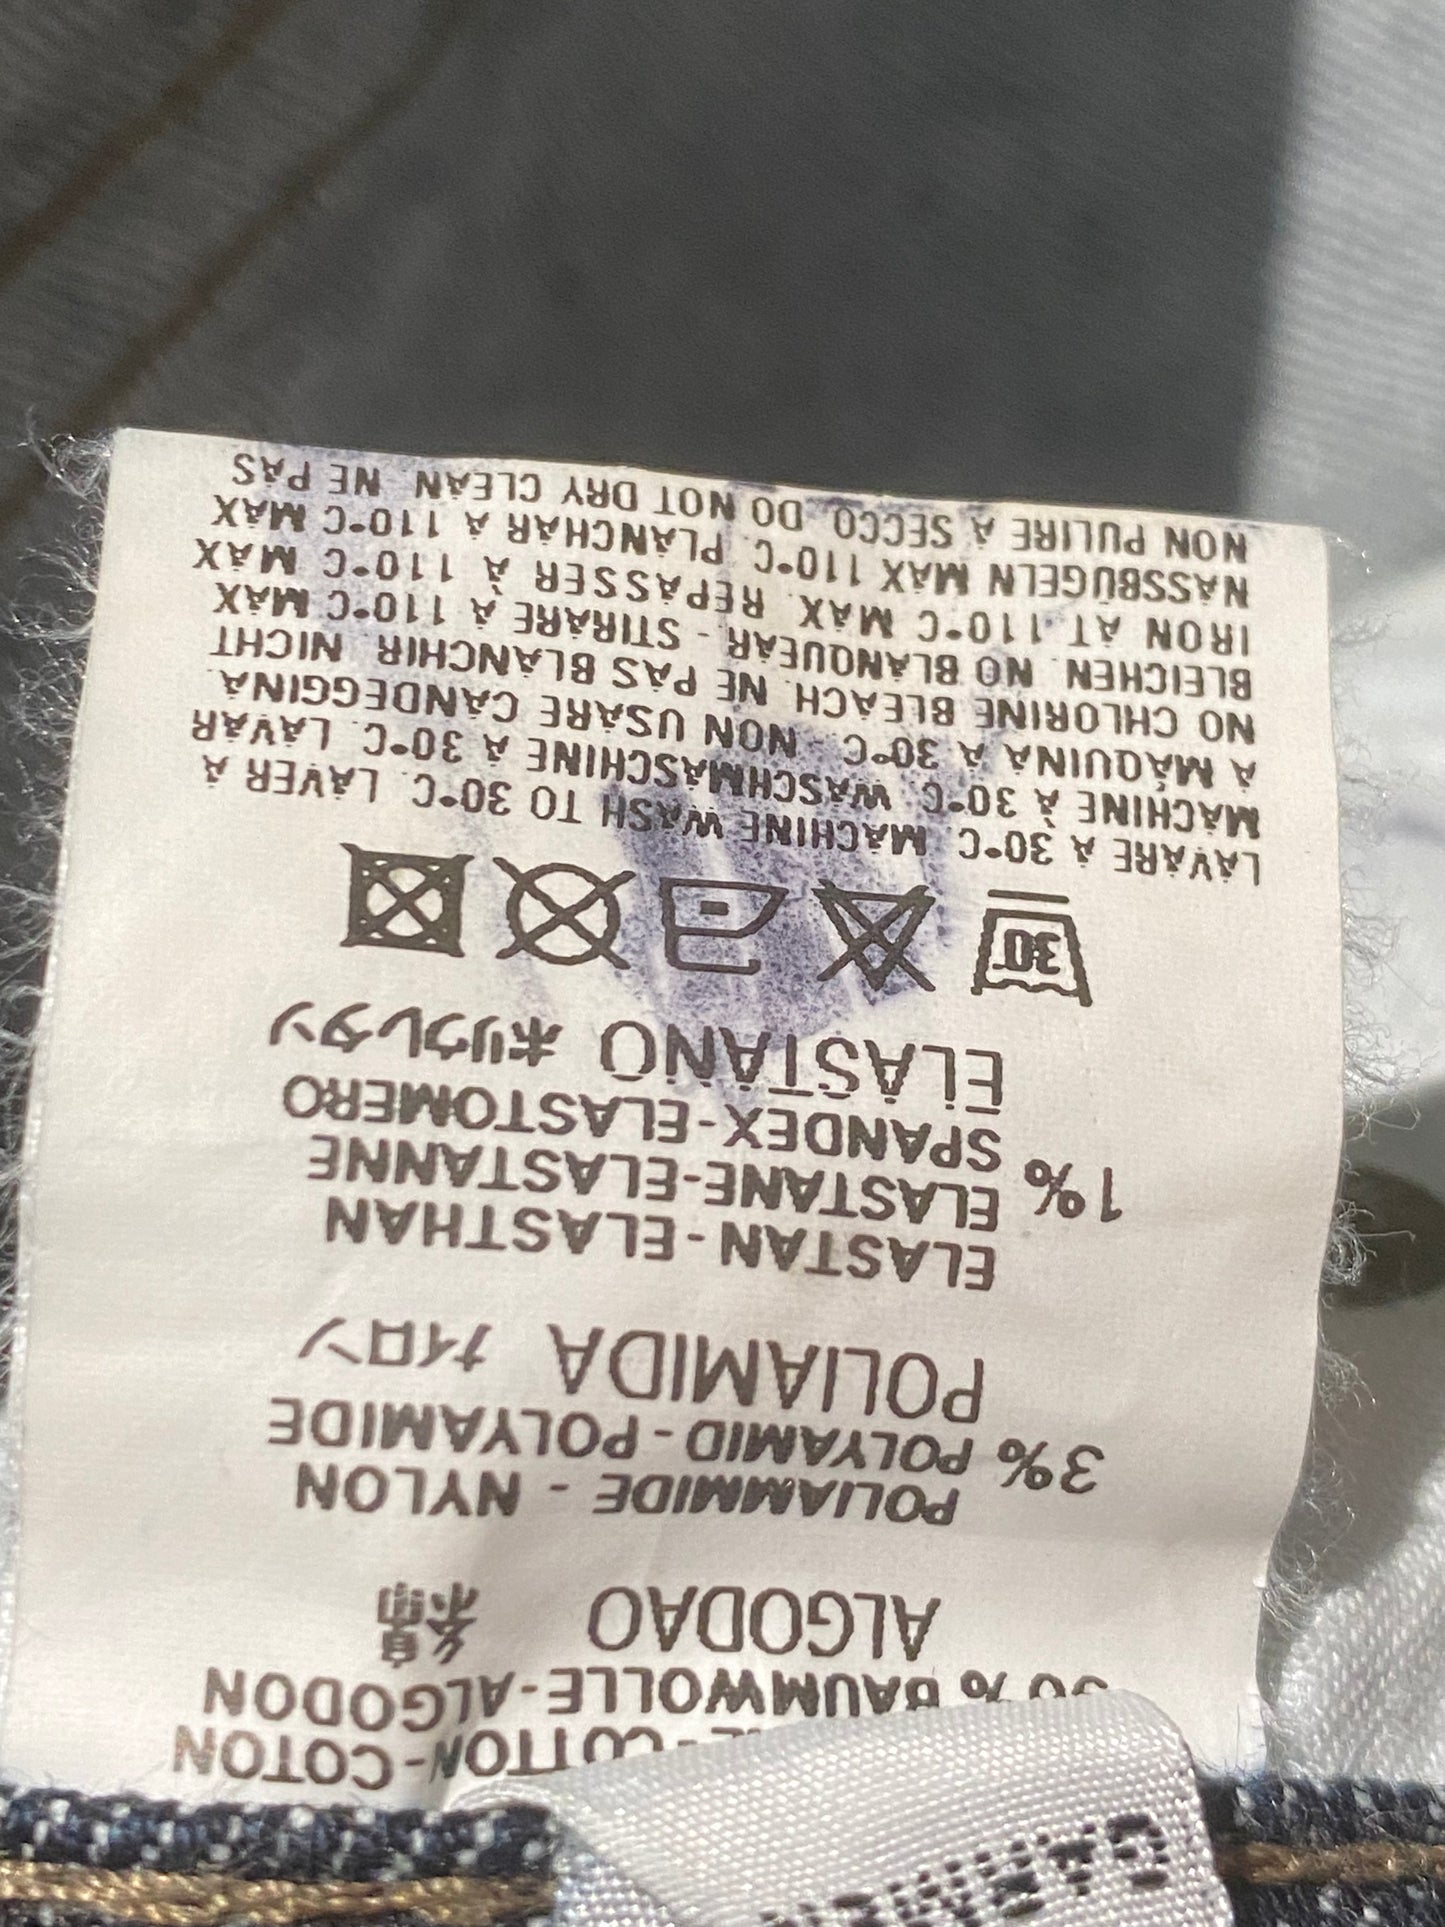 COTTON-COTON
% BAUMWOLLE-ALGODON
ALGODAO 綿
POLIAMMIDE - NYLON
3% POLYAMID - POLYAMIDE
POLIAMIDA ナイロン
ELASTAN - ELASTHAN
ELASTANE-ELASTANNE
1% SPANDEX-ELASTOMERO
ELASTANO ポリウレタン
30°
LAVARE A 30°C. MACHINE WASH TO 30°C. LAVER A
MACHINE À 30°C. WASCHMASCHINE A 30°C. LAVAR
A MÁQUINA A 30°C - NON USARE CANDEGGINA.
NO CHLORINE BLEACH. NE PAS BLANCHIR. NICHT
BLEICHEN. NO BLANQUEAR. - STIRARE À 110°C MAX
IRON AT 110°C MAX. REPASSER À 110°C MAX
NASSBÜGELN MAX 110°C. PLANCHAR A 110°C MAX
NON PULIRE A SECCO. DO NOT DRY CLEAN. NE PAS